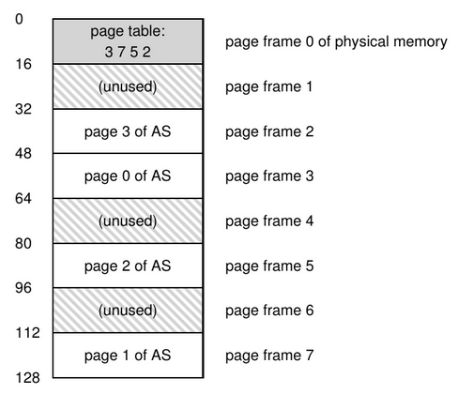 0
page table:
3 7 5 2
page frame 0 of physical memory
16
(unused)
page frame 1
32
page 3 of AS
page frame 2
48
page 0 of AS
page frame 3
64
(unused)
page frame 4
80
page 2 of AS
page frame 5
96
(unused)
page frame 6
112
page 1 of AS
page frame 7
128